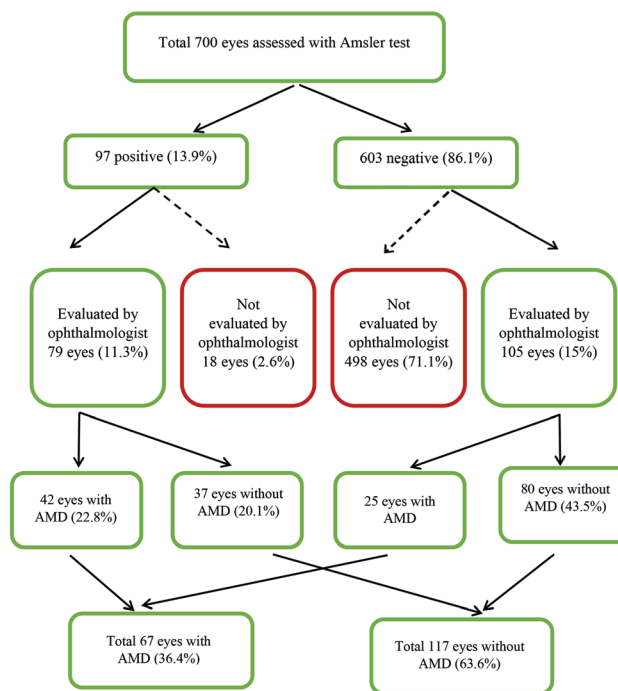 Total 700 eyes assessed with Amsler test
97 positive (13.9%)
603 negative (86.1%)
Evaluated by
ophthalmologist
79 eyes (11.3%)
Not
evaluated by
ophthalmologist
18 eyes (2.6%)
Not
evaluated by
ophthalmologist
498 eyes (71.1%)
Evaluated by
ophthalmologist
105 eyes (15%)
42 eyes with
AMD (22.8%)
37 eyes without
AMD (20.1%)
25 eyes with
AMD
80 eyes without
AMD (43.5%)
Total 67 eyes with
AMD (36.4%)
Total 117 eyes without
AMD (63.6%)